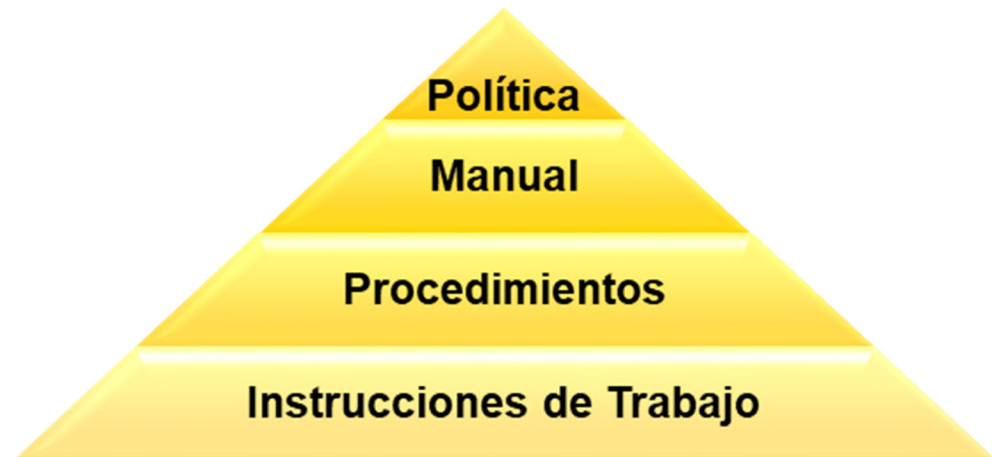 Política
Manual
Procedimientos
Instrucciones de Trabajo